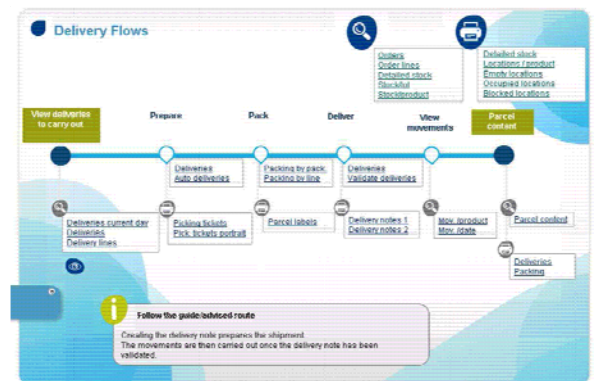 Delivery Flows
Orders
Order lines
Detailed stock
Stockful
Stock/product
Detailed stock
Locations / product
Empty locations
Occupied locations
Blocked locations
View deliveries
to carry out
Prepare
Pack
Deliver
View
movements
Parcel
content
Deliveries
Auto deliveries
Packing by pack
Packing by line
Deliveries
Validate deliveries
Deliveries current day
Deliveries
Delivery lines
Picking tickets
Pick. tickets portrait
Parcel labels
Delivery notes 1
Delivery notes 2
Mov. /product
Mov. /date
Parcel content
Deliveries
Packing
Follow the guide/advised route
Creating the delivery note prepares the shipment
The movements are then carried out once the delivery note has been
validated.